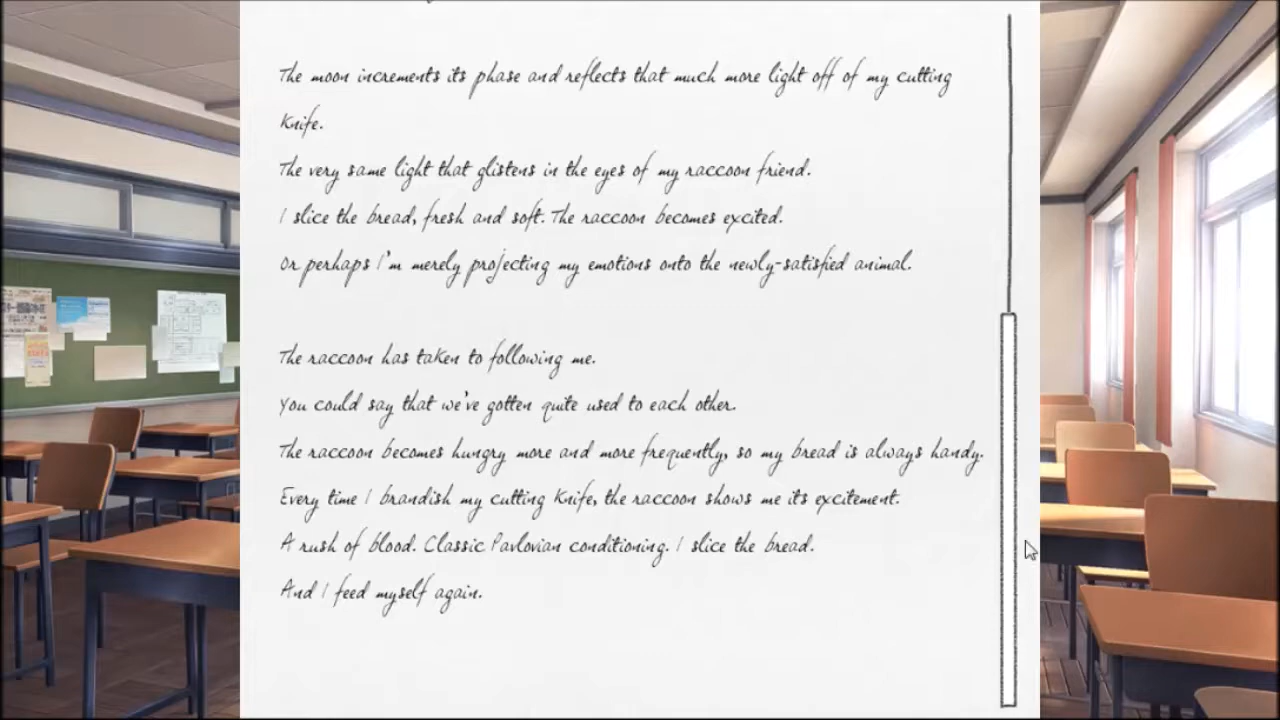 The moon increments its phase and reflects that much more light off of my cutting
knife.
The very same light that glistens in the eyes of my raccoon friend.
I slice the bread, fresh and soft. The raccoon becomes excited.
Or perhaps I'm merely projecting my emotions onto the newly-satisfied animal.
The raccoon has taken to following me.
You could say that we've gotten quite used to each other.
The raccoon becomes hungry more and more frequently, so my bread is always handy.
Every time I brandish my cutting knife, the raccoon shows me its excitement.
A rush of blood. Classic Pavlovian conditioning. I slice the bread.
And I feed myself again.